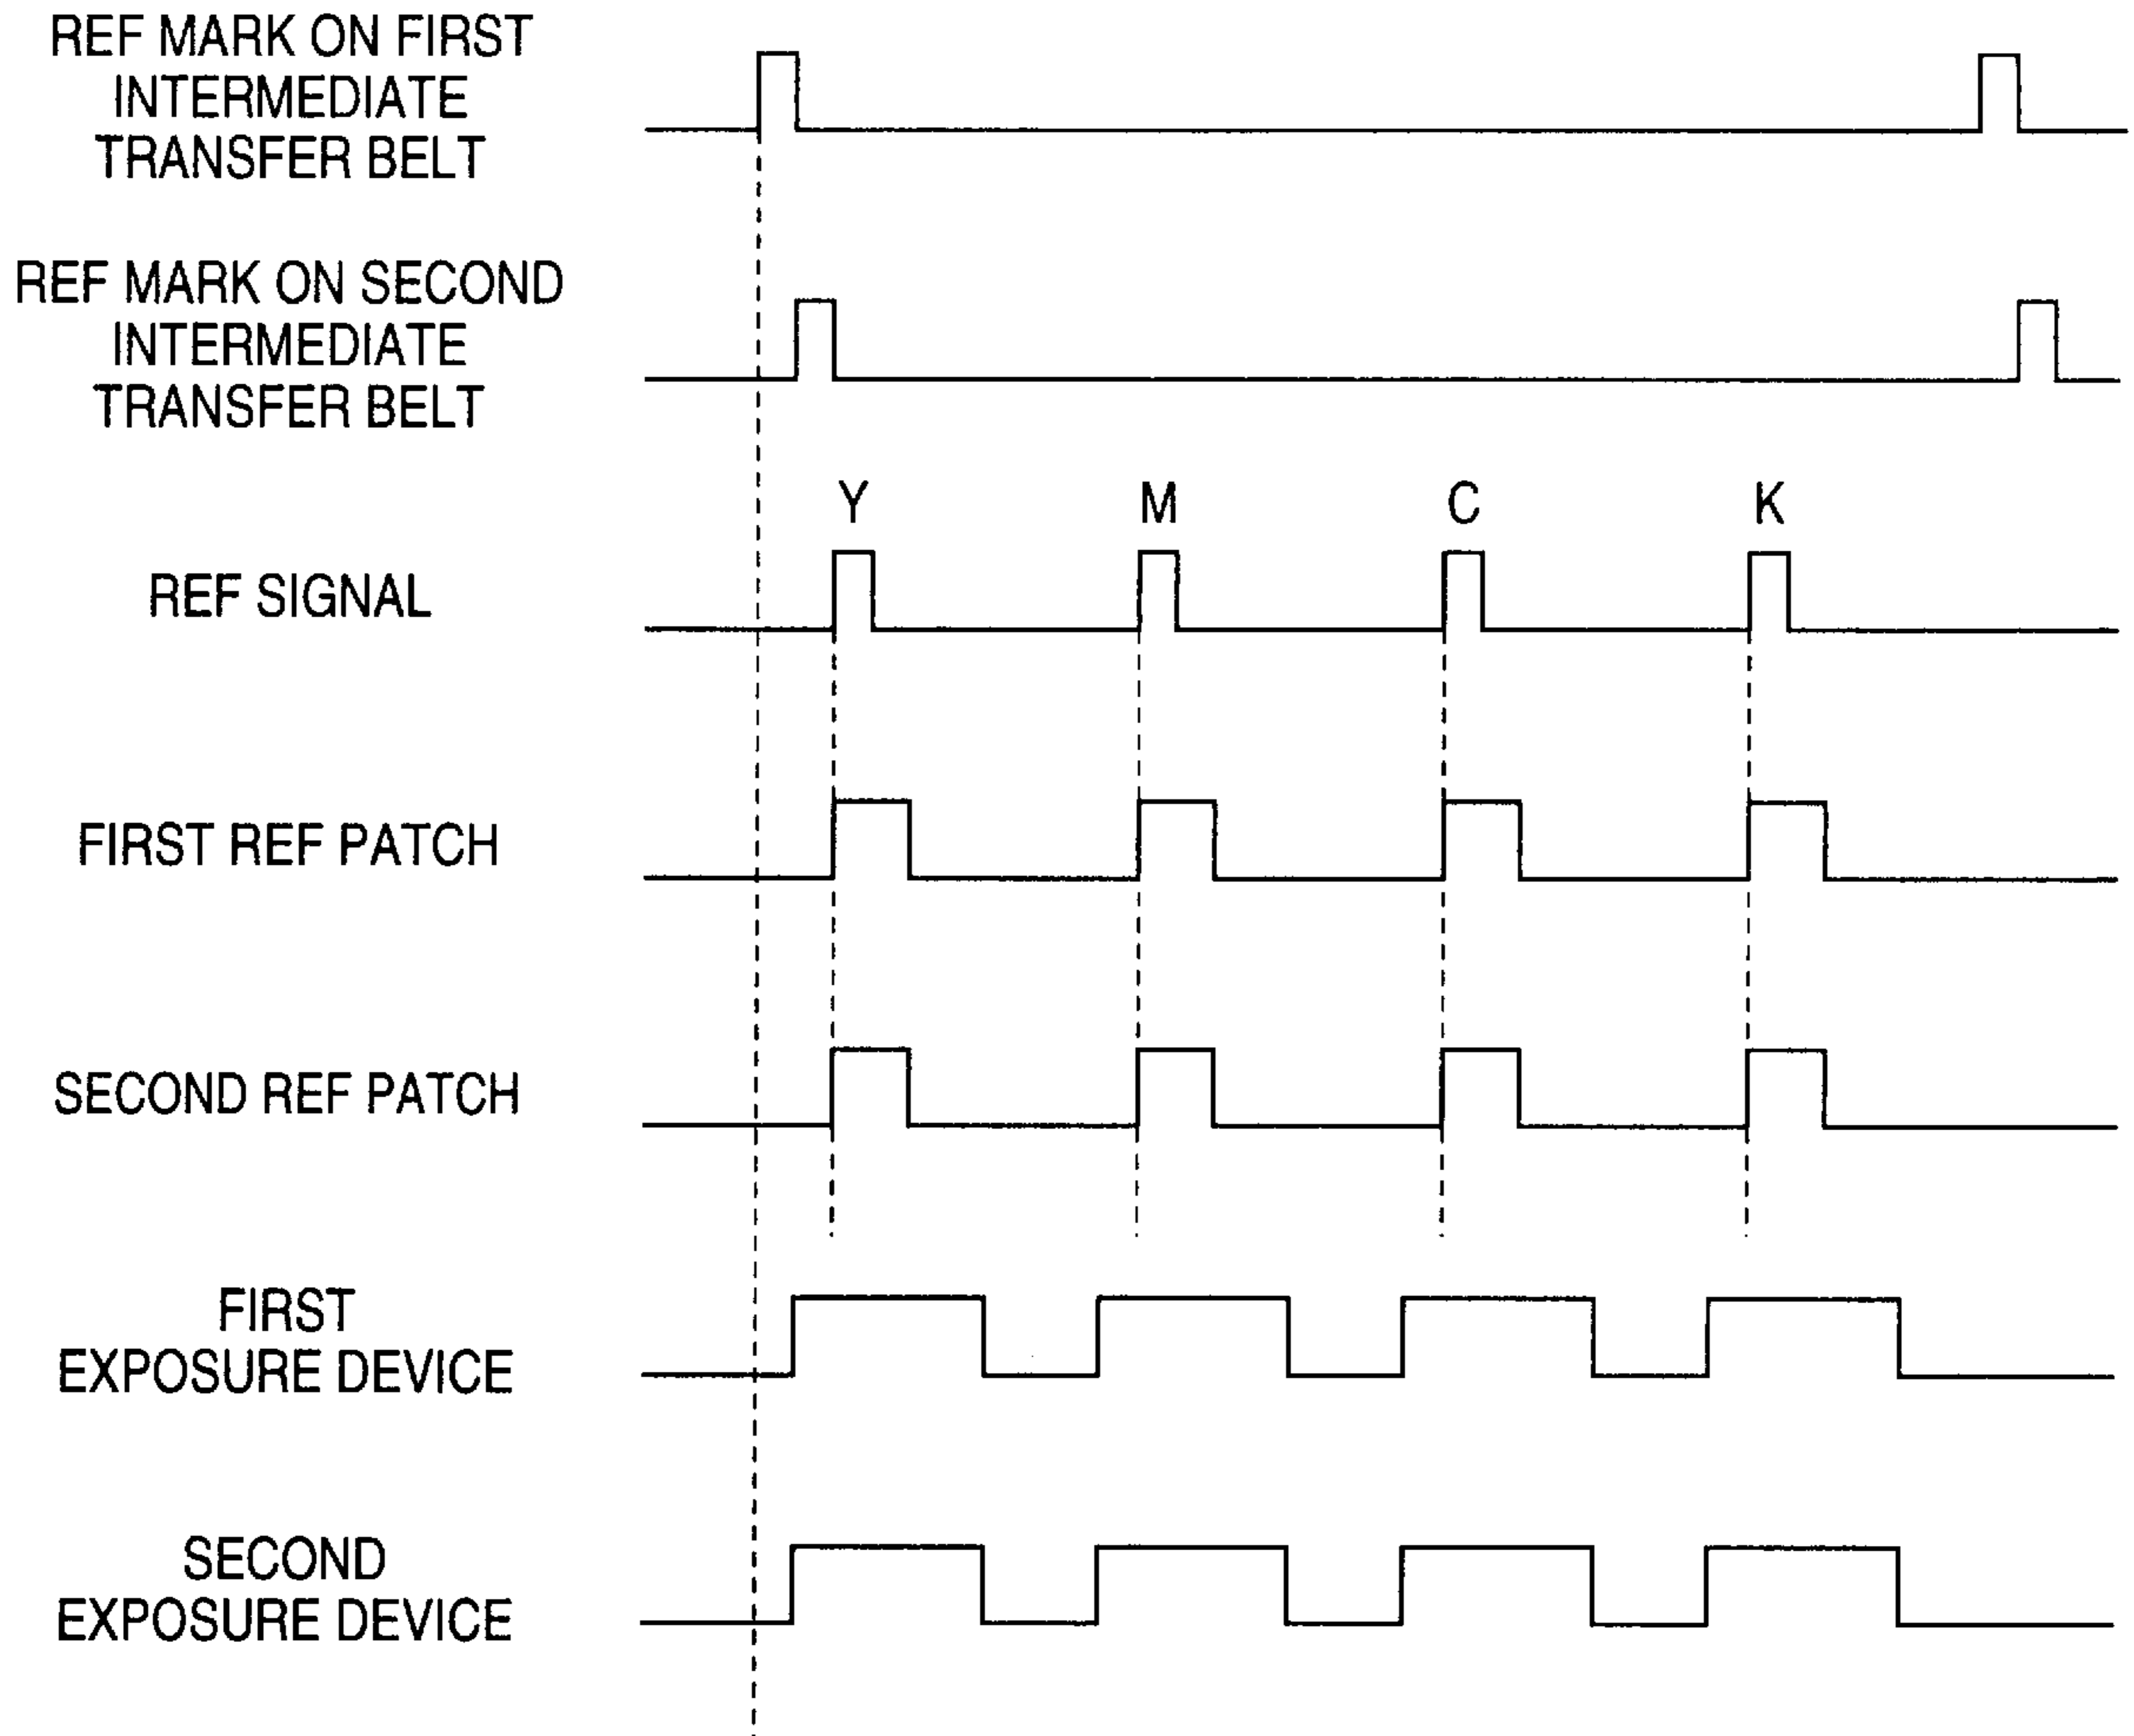 REF MARK ON FIRST
INTERMEDIATE
TRANSFER BELT
REF MARK ON SECOND
INTERMEDIATE
TRANSFER BELT
Y M C K
REF SIGNAL
FIRST REF PATCH
SECOND REF PATCH
FIRST
EXPOSURE DEVICE
SECOND
EXPOSURE DEVICE